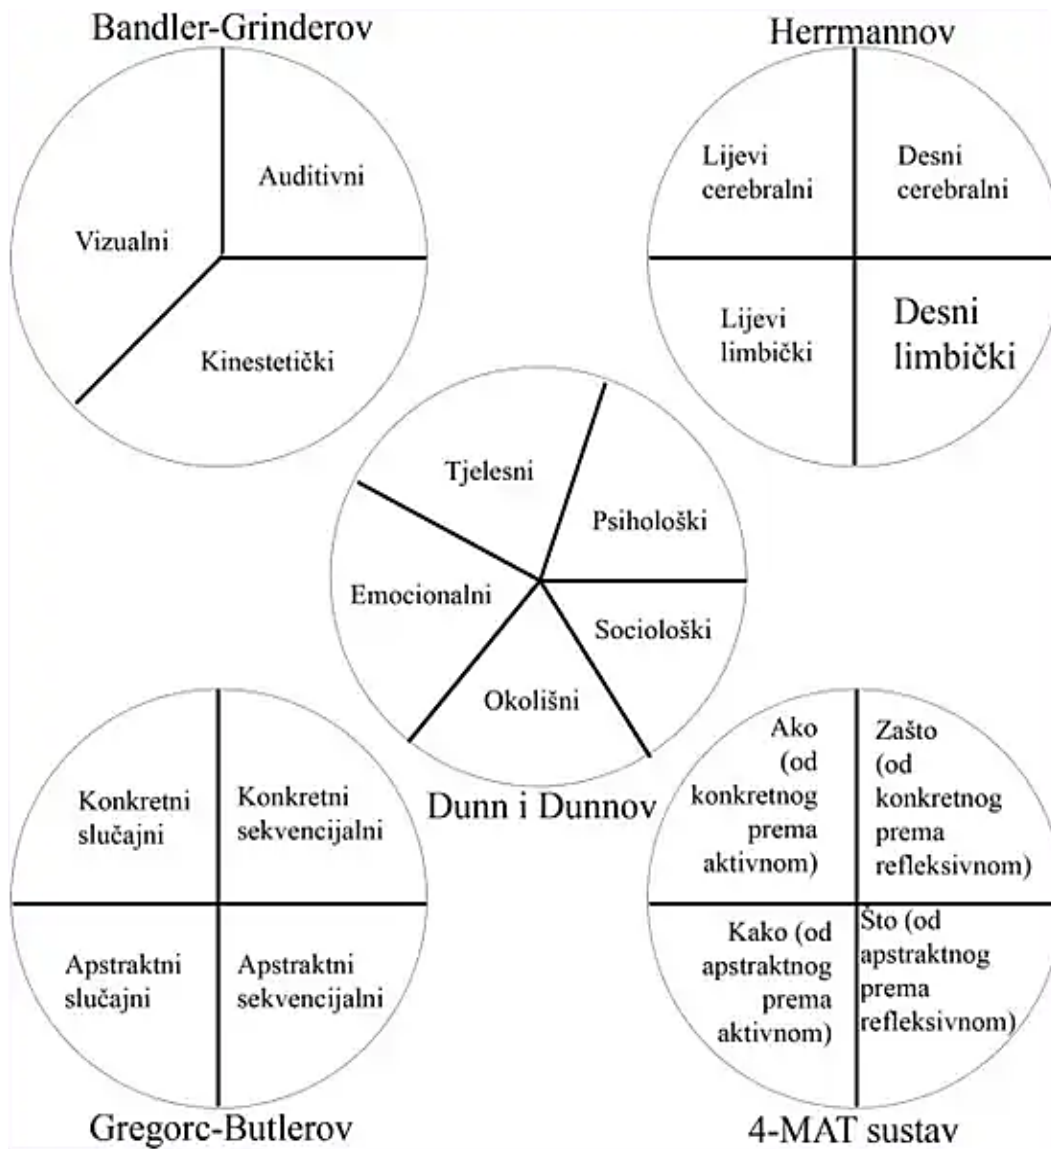 Bandler-Grinderov
Auditivni
Vizualni
Kinestetički
Herrmannov
Lijevi
cerebralni
Desni
cerebralni
Lijevi
limbički
Desni
limbički
Tjelesni
Psihološki
Emocionalni
Sociološki
Okolišni
Dunn i Dunnov
Konkretni
slučajni
Konkretni
sekvencijalni
Apstraktni
slučajni
Apstraktni
sekvencijalni
Gregorc-Butlerov
Ako
(od
konkretnog
prema
aktivnom)
Zašto
(od
konkretnog
prema
refleksivnom)
Kako (od
apstraktnog
prema
aktivnom)
Što (od
apstraktnog
prema
refleksivnom)
4-MAT sustav